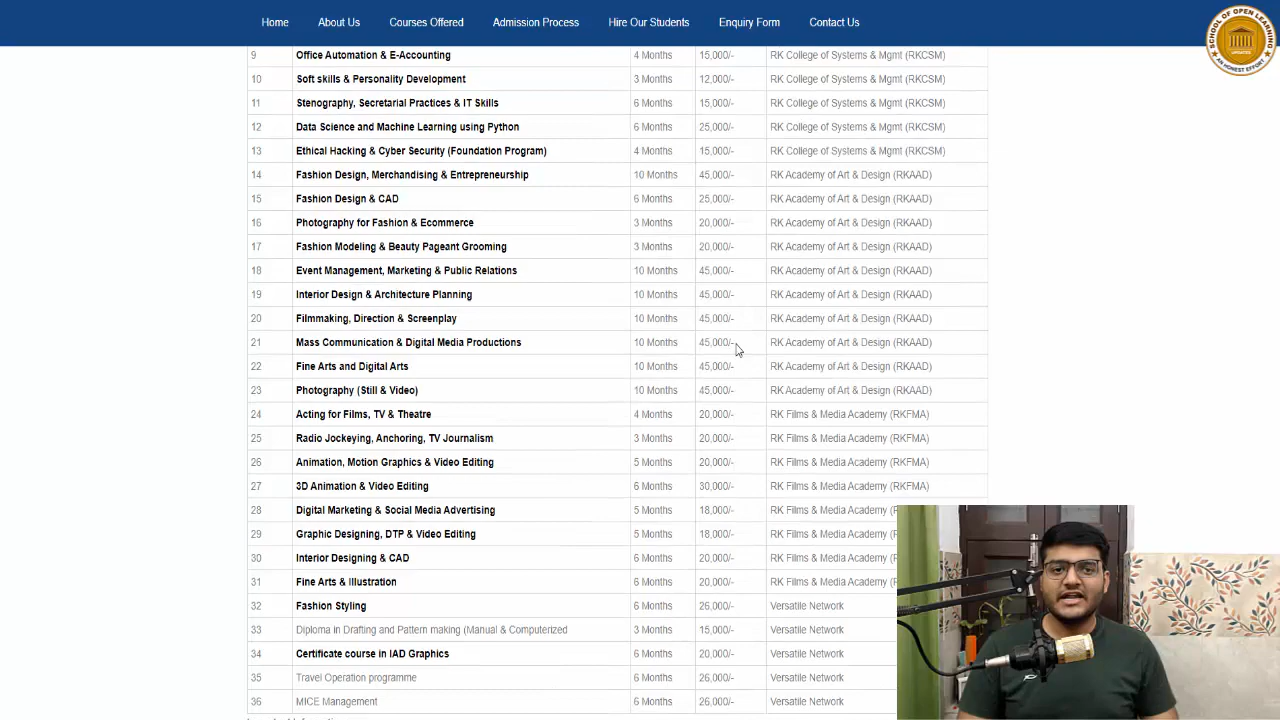 Home About Us Courses Offered Admission Process Hire Our Students Enquiry Form Contact Us
SCHOOL OF OPEN LEARNING
UPDATES
AN HONEST EFFORT
9 Office Automation & E-Accounting 4 Months 15,000/- RK College of Systems & Mgmt (RKCSM)
10 Soft skills & Personality Development 3 Months 12,000/- RK College of Systems & Mgmt (RKCSM)
11 Stenography, Secretarial Practices & IT Skills 6 Months 15,000/- RK College of Systems & Mgmt (RKCSM)
12 Data Science and Machine Learning using Python 6 Months 25,000/- RK College of Systems & Mgmt (RKCSM)
13 Ethical Hacking & Cyber Security (Foundation Program) 4 Months 15,000/- RK College of Systems & Mgmt (RKCSM)
14 Fashion Design, Merchandising & Entrepreneurship 10 Months 45,000/- RK Academy of Art & Design (RKAAD)
15 Fashion Design & CAD 6 Months 25,000/- RK Academy of Art & Design (RKAAD)
16 Photography for Fashion & Ecommerce 3 Months 20,000/- RK Academy of Art & Design (RKAAD)
17 Fashion Modeling & Beauty Pageant Grooming 3 Months 20,000/- RK Academy of Art & Design (RKAAD)
18 Event Management, Marketing & Public Relations 10 Months 45,000/- RK Academy of Art & Design (RKAAD)
19 Interior Design & Architecture Planning 10 Months 45,000/- RK Academy of Art & Design (RKAAD)
20 Filmmaking, Direction & Screenplay 10 Months 45,000/- RK Academy of Art & Design (RKAAD)
21 Mass Communication & Digital Media Productions 10 Months 45,000/- RK Academy of Art & Design (RKAAD)
22 Fine Arts and Digital Arts 10 Months 45,000/- RK Academy of Art & Design (RKAAD)
23 Photography (Still & Video) 10 Months 45,000/- RK Academy of Art & Design (RKAAD)
24 Acting for Films, TV & Theatre 4 Months 20,000/- RK Films & Media Academy (RKFMA)
25 Radio Jockeying, Anchoring, TV Journalism 3 Months 20,000/- RK Films & Media Academy (RKFMA)
26 Animation, Motion Graphics & Video Editing 5 Months 20,000/- RK Films & Media Academy (RKFMA)
27 3D Animation & Video Editing 6 Months 30,000/- RK Films & Media Academy (RKFMA)
28 Digital Marketing & Social Media Advertising 5 Months 18,000/- RK Films & Media Academy
29 Graphic Designing, DTP & Video Editing 5 Months 18,000/- RK Films & Media Academy
30 Interior Designing & CAD 6 Months 20,000/- RK Films & Media Academy
31 Fine Arts & Illustration 6 Months 20,000/- RK Films & Media Academy
32 Fashion Styling 6 Months 26,000/- Versatile Network
33 Diploma in Drafting and Pattern making (Manual & Computerized 3 Months 15,000/- Versatile Network
34 Certificate course in IAD Graphics 6 Months 20,000/- Versatile Network
35 Travel Operation programme 6 Months 26,000/- Versatile Network
36 MICE Management 6 Months 26,000/- Versatile Network